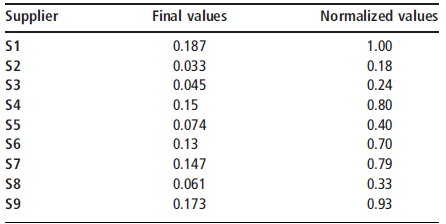 Supplier Final values Normalized values
S1 0.187 1.00
S2 0.033 0.18
S3 0.045 0.24
S4 0.15 0.80
S5 0.074 0.40
S6 0.13 0.70
S7 0.147 0.79
S8 0.061 0.33
S9 0.173 0.93